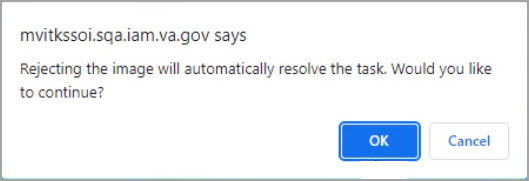 mvitkssoi.sqa.iam.va.gov says
Rejecting the image will automatically resolve the task. Would you like
to continue?
OK
Cancel